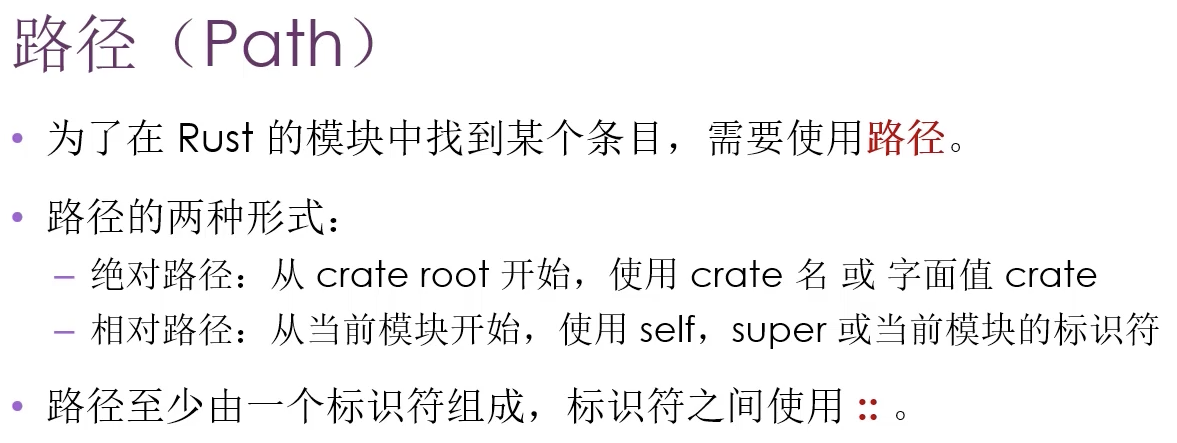 路径（Path）
• 为了在 Rust 的模块中找到某个条目，需要使用路径。
• 路径的两种形式：
– 绝对路径：从 crate root 开始，使用 crate 名 或 字面值 crate
– 相对路径：从当前模块开始，使用 self，super 或当前模块的标识符
• 路径至少由一个标识符组成，标识符之间使用 :: 。